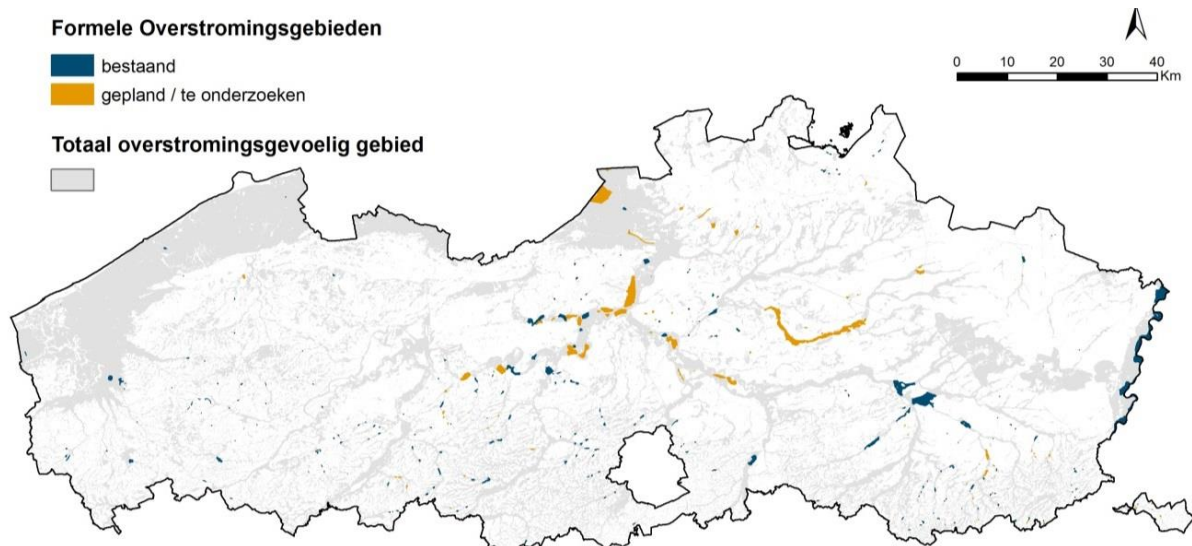 Formele Overstromingsgebieden
bestaand
gepland / te onderzoeken
Totaal overstromingsgevoelig gebied
0 10 20 30 40
Km